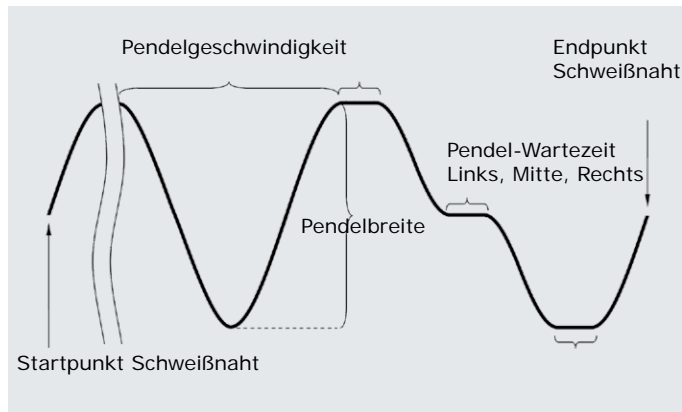 Pendelgeschwindigkeit
Endpunkt
Schweißnaht
Pendel-Wartezeit
Links, Mitte, Rechts
Pendelbreite
Startpunkt Schweißnaht